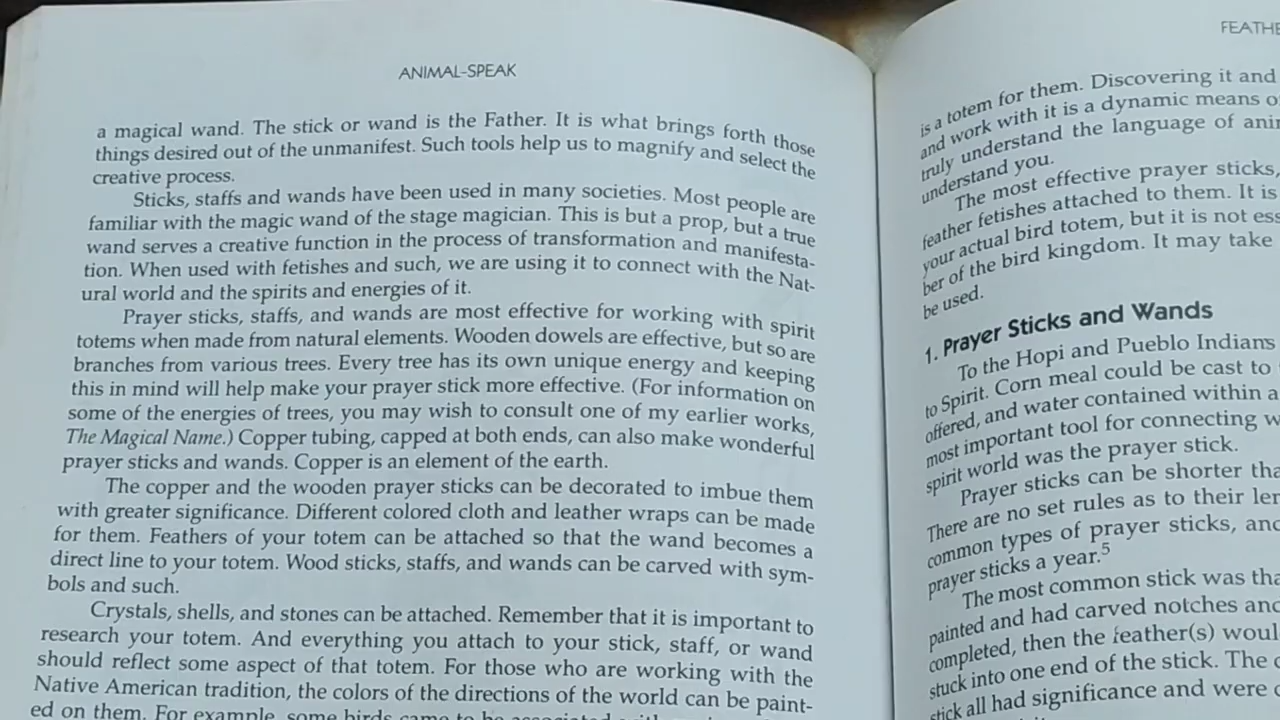 ANIMAL-SPEAK
a magical wand. The stick or wand is the Father. It is what brings forth those
things desired out of the unmanifest. Such tools help us to magnify and select the
creative process.
Sticks, staffs and wands have been used in many societies. Most people are
familiar with the magic wand of the stage magician. This is but a prop, but a true
wand serves a creative function in the process of transformation and manifesta-
tion. When used with fetishes and such, we are using it to connect with the Nat-
ural world and the spirits and energies of it.
Prayer sticks, staffs, and wands are most effective for working with spirit
totems when made from natural elements. Wooden dowels are effective, but so are
branches from various trees. Every tree has its own unique energy and keeping
this in mind will help make your prayer stick more effective. (For information on
some of the energies of trees, you may wish to consult one of my earlier works,
The Magical Name.) Copper tubing, capped at both ends, can also make wonderful
prayer sticks and wands. Copper is an element of the earth.
The copper and the wooden prayer sticks can be decorated to imbue them
with greater significance. Different colored cloth and leather wraps can be made
for them. Feathers of your totem can be attached so that the wand becomes a
direct line to your totem. Wood sticks, staffs, and wands can be carved with sym-
bols and such.
Crystals, shells, and stones can be attached. Remember that it is important to
research your totem. And everything you attach to your stick, staff, or wand
should reflect some aspect of that totem. For those who are working with the
Native American tradition, the colors of the directions of the world can be paint-
ed on them. For example, some birds came to be associated with
FEATHE
is a totem for them. Discovering it and
and work with it is a dynamic means o
truly understand the language of anim
understand you.
The most effective prayer sticks,
feather fetishes attached to them. It is
your actual bird totem, but it is not ess
ber of the bird kingdom. It may take
be used.
1. Prayer Sticks and Wands
To the Hopi and Pueblo Indians
to Spirit. Corn meal could be cast to
offered, and water contained within a
most important tool for connecting w
spirit world was the prayer stick.
Prayer sticks can be shorter tha
There are no set rules as to their len
common types of prayer sticks, and
prayer sticks a year.5
The most common stick was tha
painted and had carved notches and
completed, then the feather(s) woul
stuck into one end of the stick. The c
stick all had significance and were c